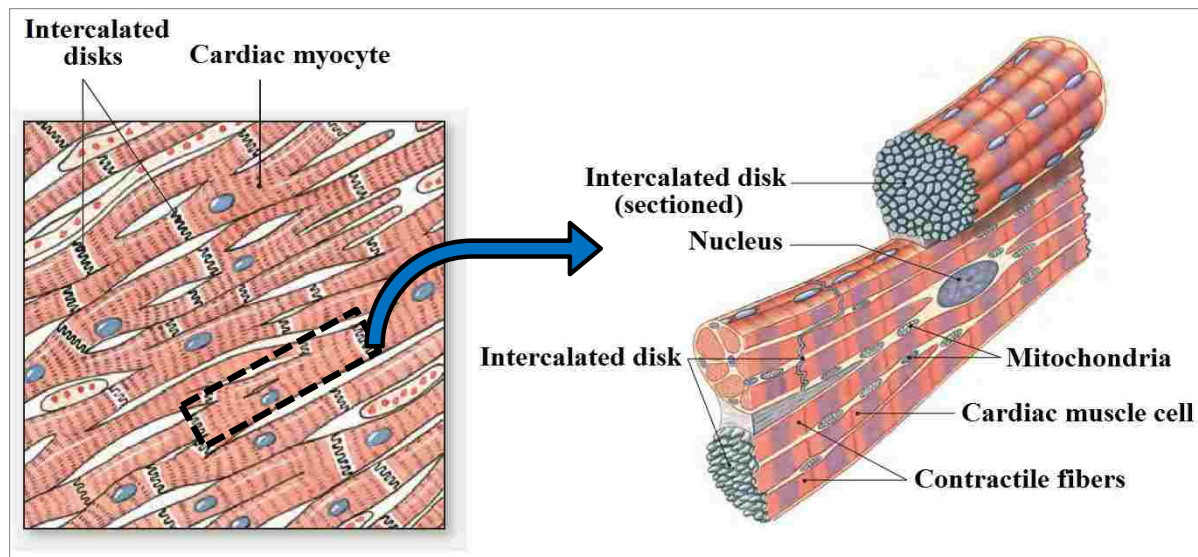 Intercalated
disks
Cardiac myocyte
Intercalated disk
(sectioned)
Nucleus
Intercalated disk
Mitochondria
Cardiac muscle cell
Contractile fibers